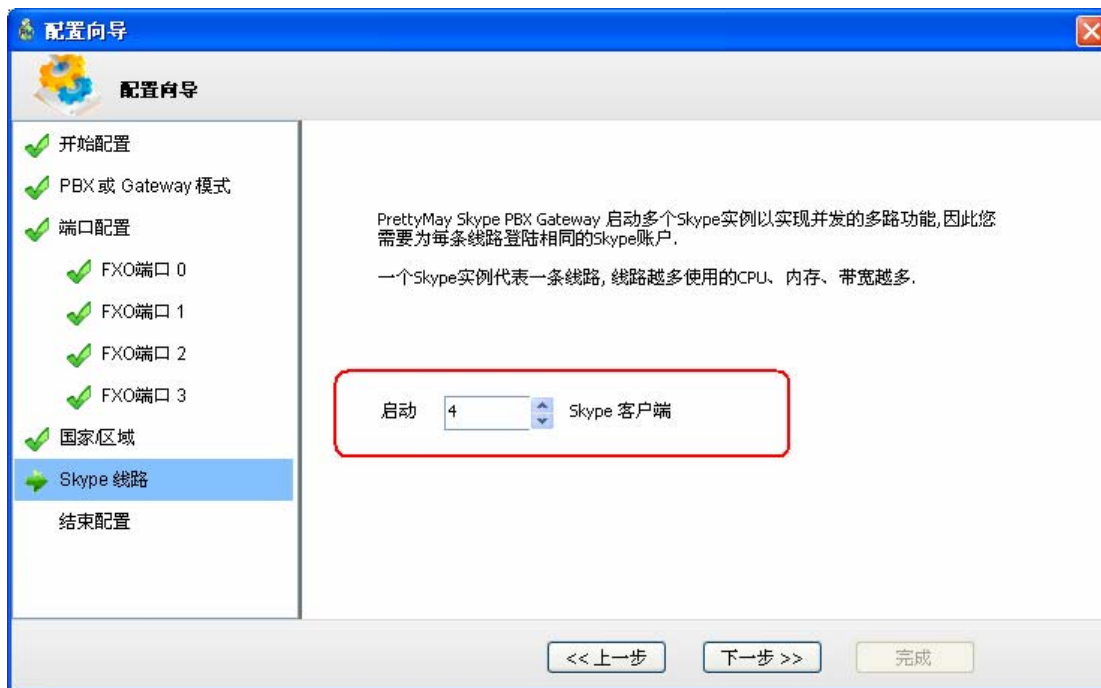 配置向导
配置向导
开始配置
PBX 或 Gateway 模式
端口配置
FXO端口 0
FXO端口 1
FXO端口 2
FXO端口 3
国家/区域
Skype 线路
结束配置
PrettyMay Skype PBX Gateway 启动多个Skype实例以实现并发的多路功能,因此您
需要为每条线路登陆相同的Skype账户.
一个Skype实例代表一条线路, 线路越多使用的CPU、内存、带宽越多.
启动 4 Skype 客户端
<< 上一步 下一步 >> 完成